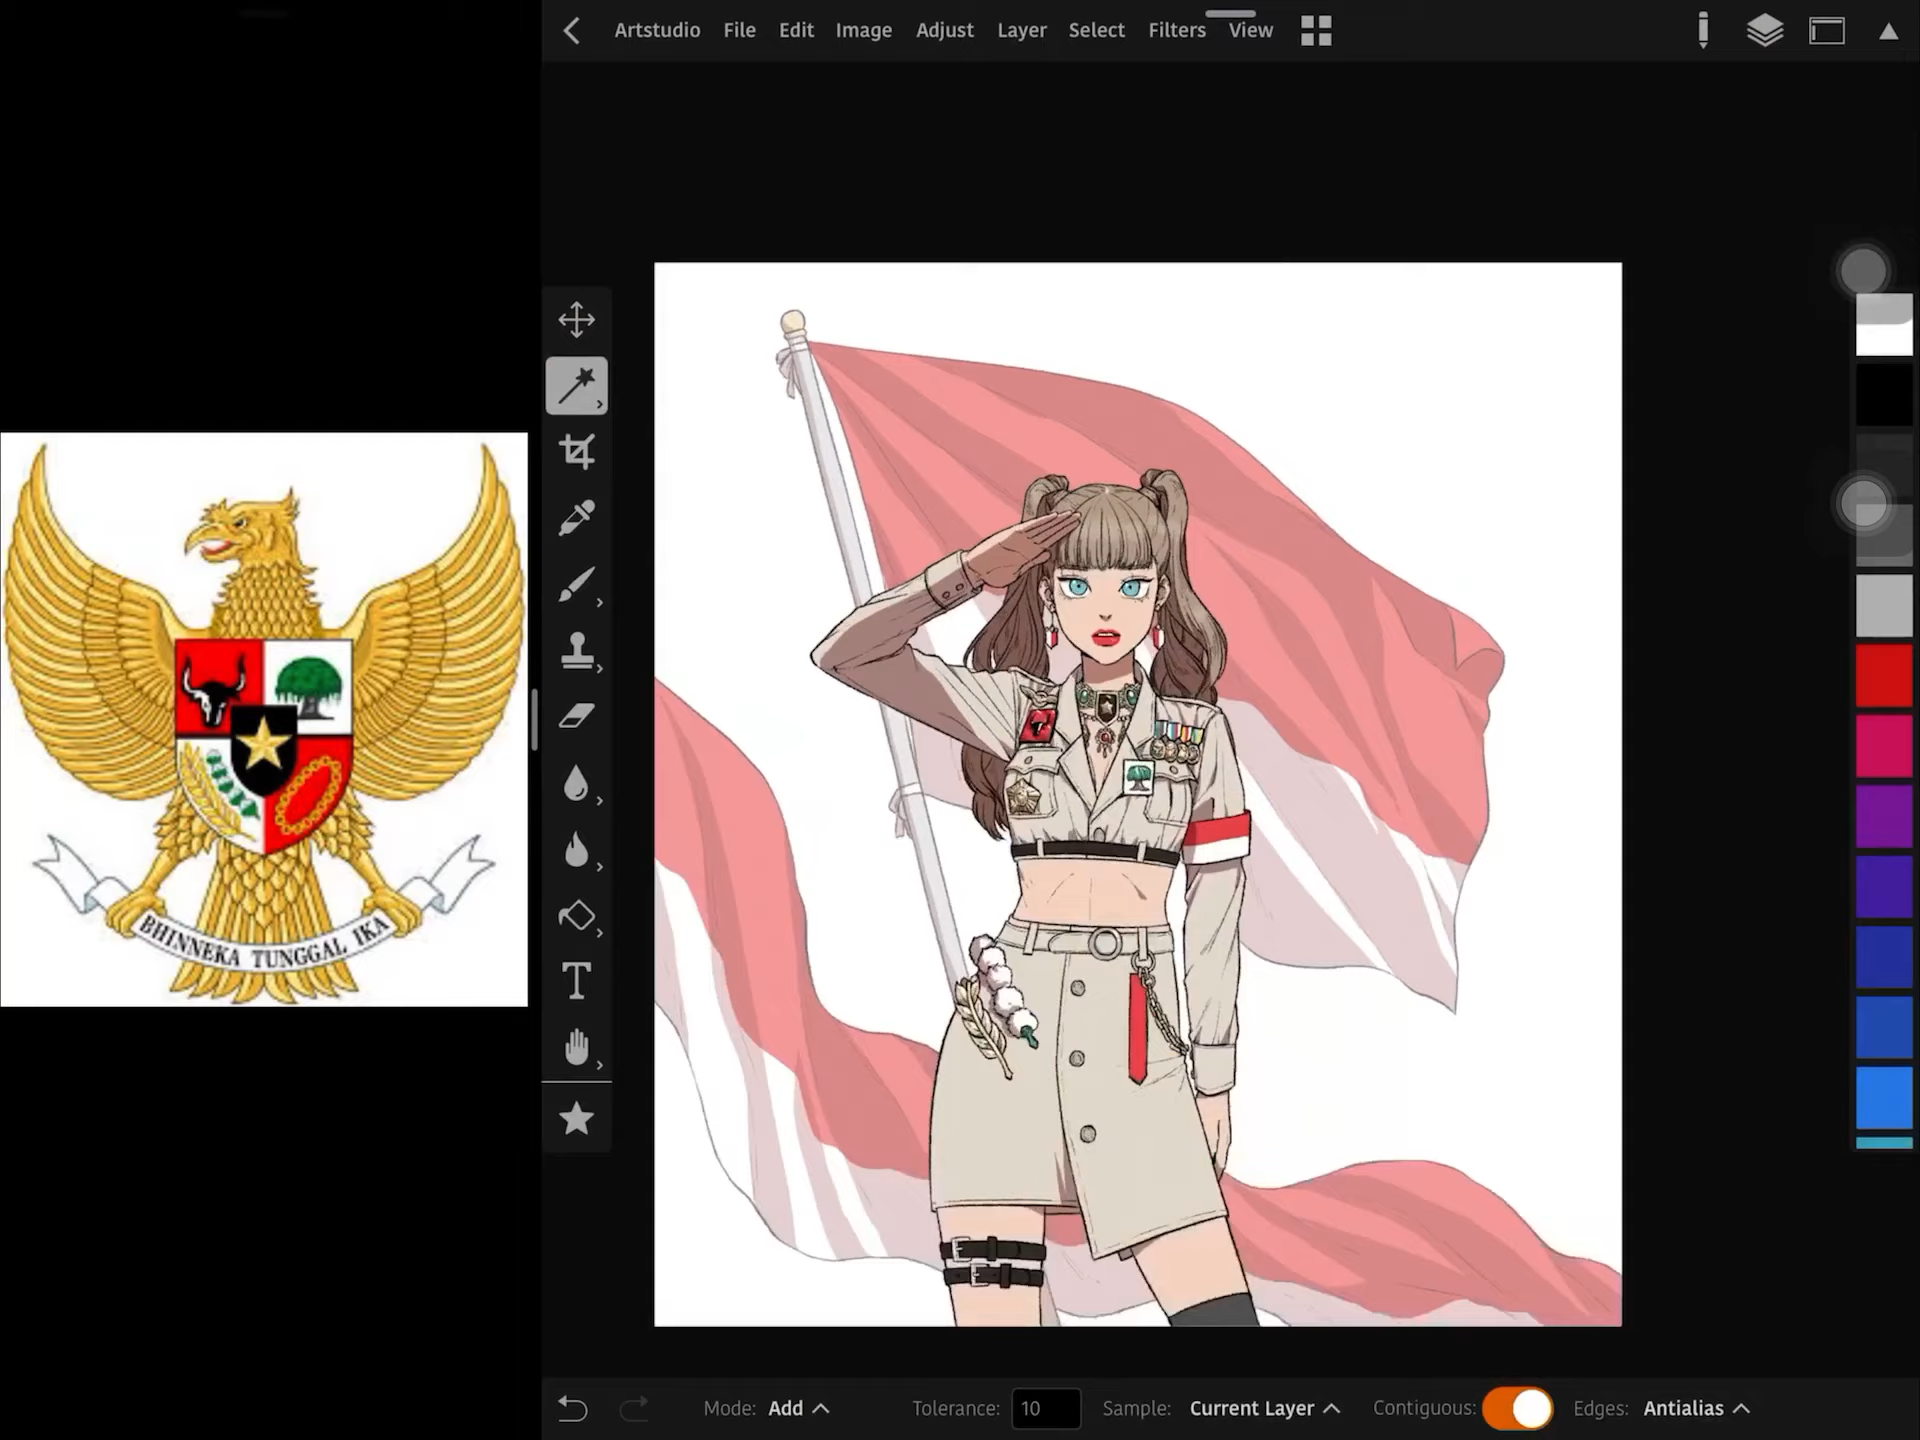 Artstudio File Edit Image Adjust Layer Select Filters View
BHINNEKA TUNGGAL IKA
T
Mode: Add Tolerance: 10 Sample: Current Layer Contiguous: Edges: Antialias